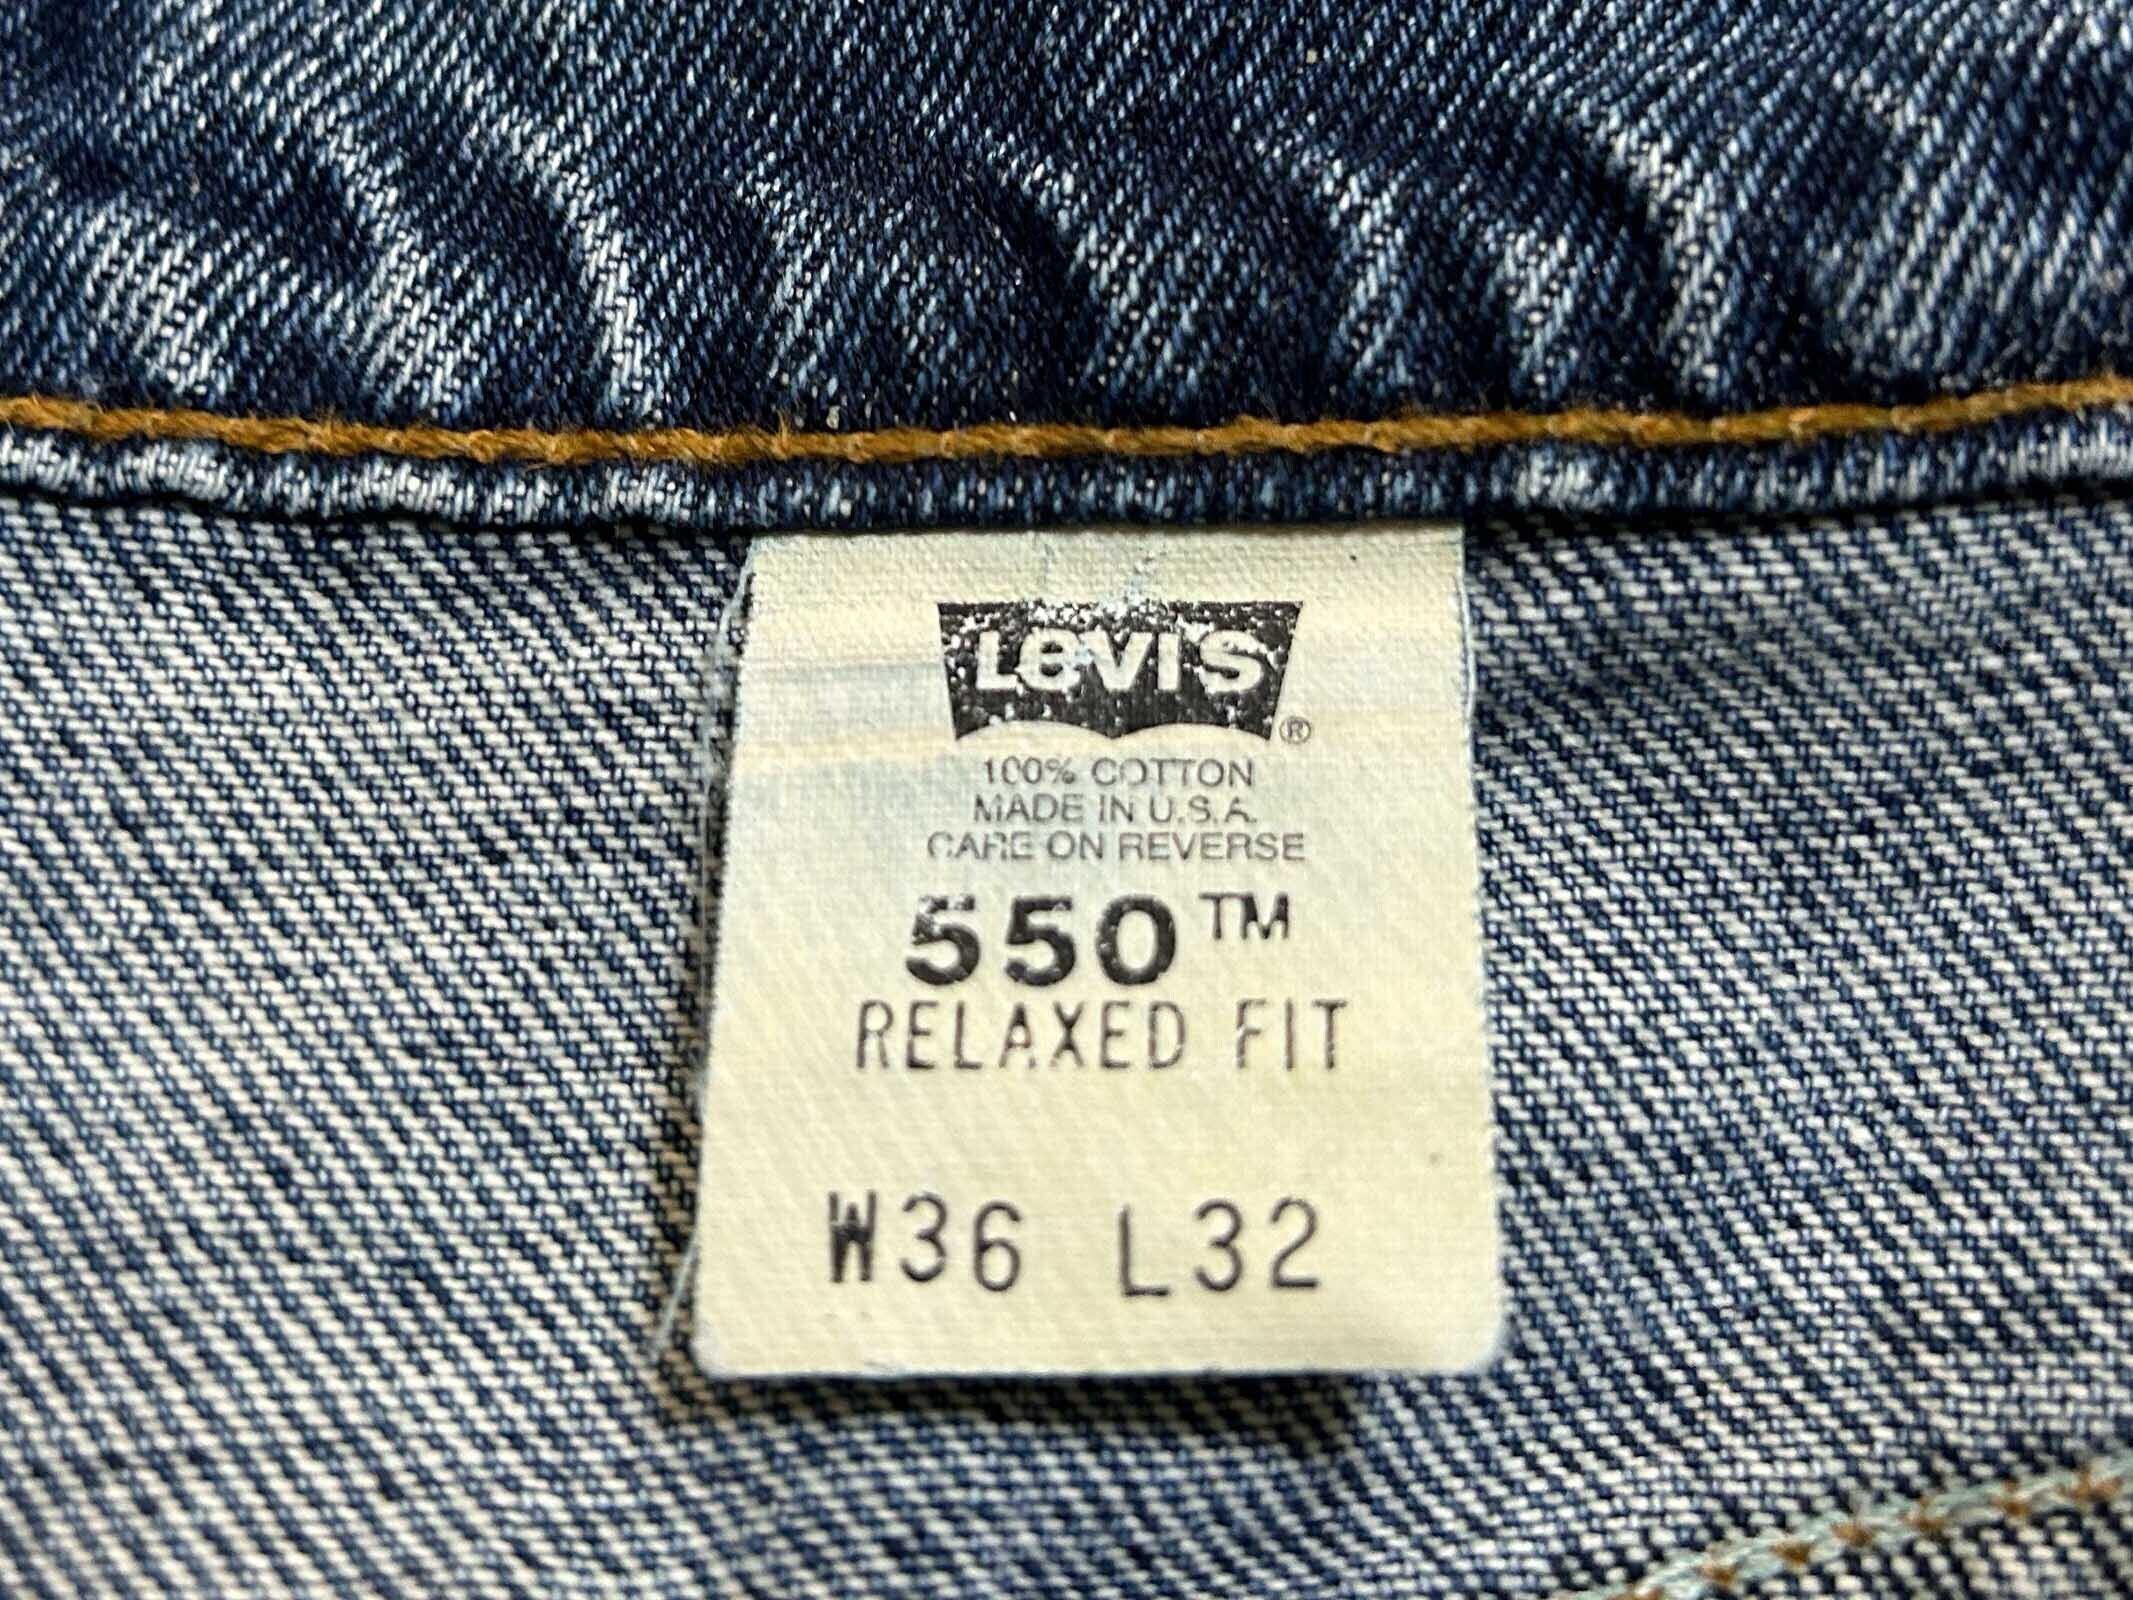 LEVI'S ®
100% COTTON
MADE IN U.S.A.
CARE ON REVERSE
550™
RELAXED FIT
W36 L32